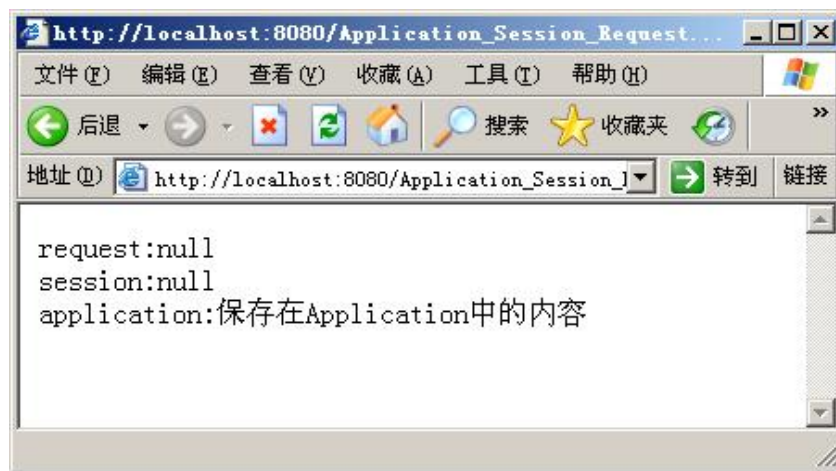 http://localhost:8080/Application_Session_Request...
文件(F) 编辑(E) 查看(V) 收藏(A) 工具(T) 帮助(H)
后退 搜索 收藏夹 »
地址(D) http://localhost:8080/Application_Session_ 转到 链接
request:null
session:null
application:保存在Application中的内容